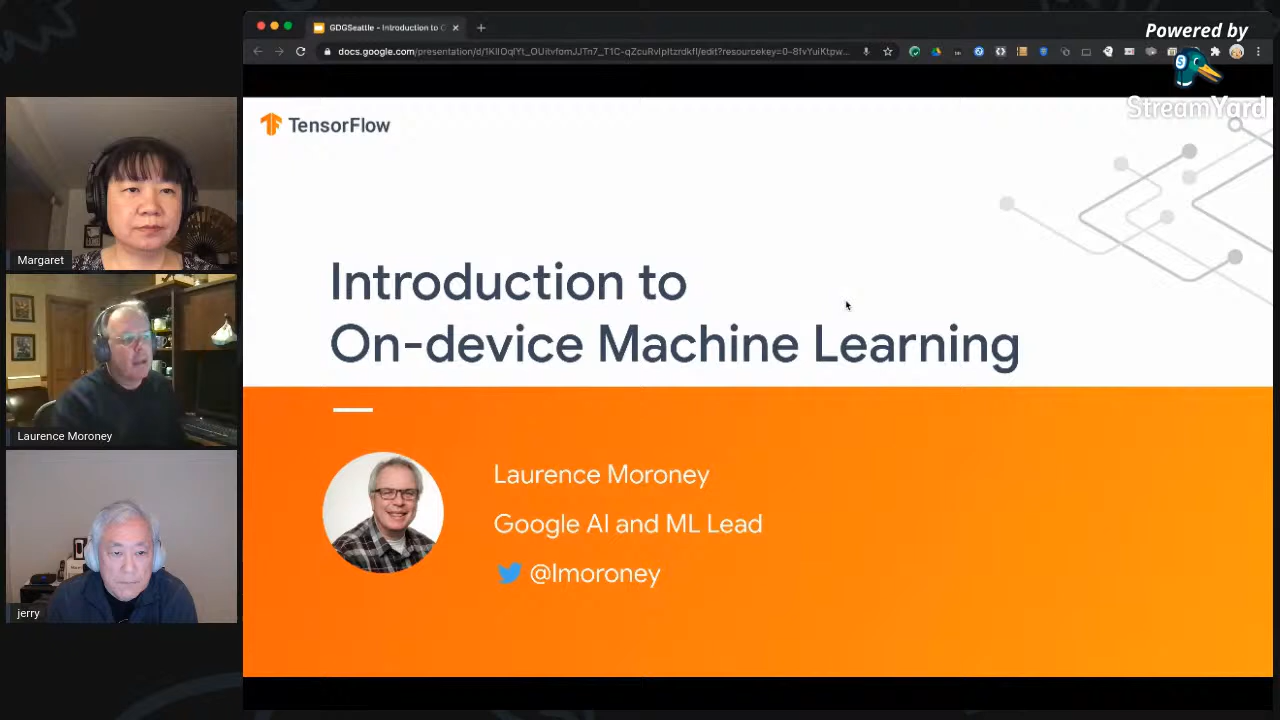 GDGSeattle - Introduction to
Powered by
StreamYard
TensorFlow
Introduction to
On-device Machine Learning
Laurence Moroney
Google AI and ML Lead
@lmoroney
Margaret
Laurence Moroney
jerry